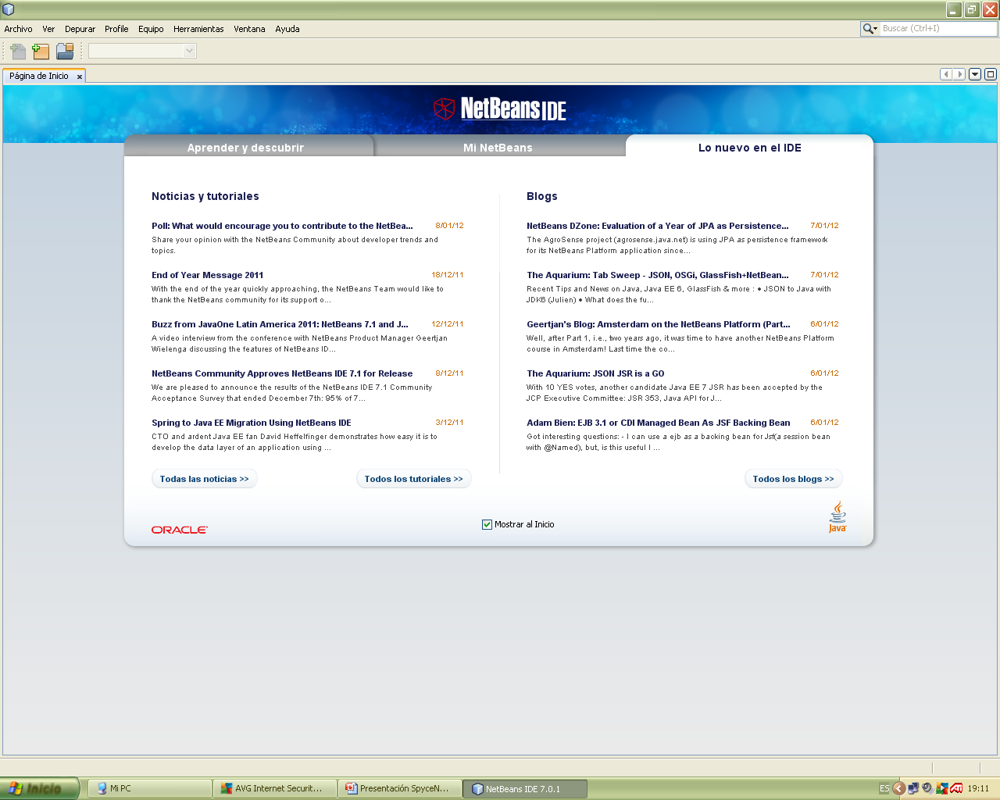 Archivo Ver Depurar Profile Equipo Herramientas Ventana Ayuda
Buscar (Ctrl+I)
Página de Inicio
NetBeans IDE
Aprender y descubrir
Mi NetBeans
Lo nuevo en el IDE
Noticias y tutoriales
Poll: What would encourage you to contribute to the NetBea... 8/01/12
Share your opinion with the NetBeans Community about developer trends and
topics.
End of Year Message 2011 18/12/11
With the end of the year quickly approaching, the NetBeans Team would like to
thank the NetBeans community for its support o...
Buzz from JavaOne Latin America 2011: NetBeans 7.1 and J... 12/12/11
A video interview from the conference with NetBeans Product Manager Geertjan
Wielenga discussing the features of NetBeans ID...
NetBeans Community Approves NetBeans IDE 7.1 for Release 8/12/11
We are pleased to announce the results of the NetBeans IDE 7.1 Community
Acceptance Survey that ended December 7th: 95% of 7...
Spring to Java EE Migration Using NetBeans IDE 3/12/11
CTO and ardent Java EE fan David Heffelfinger demonstrates how easy it is to
develop the data layer of an application using ...
Todas las noticias >>
Todos los tutoriales >>
Blogs
NetBeans DZone: Evaluation of a Year of JPA as Persistence... 7/01/12
The AgroSense project (agrosense.java.net) is using JPA as persistence framework
for its NetBeans Platform application since...
The Aquarium: Tab Sweep - JSON, OSGi, GlassFish+NetBean... 7/01/12
Recent Tips and News on Java, Java EE 6, GlassFish & more : ● JSON to Java with
JDK6 (Julien) ● What does the fu...
Geertjan's Blog: Amsterdam on the NetBeans Platform (Part... 6/01/12
Well, after Part 1, i.e., two years ago, it was time to have another NetBeans Platform
course in Amsterdam! Last time the co...
The Aquarium: JSON JSR is a GO 6/01/12
With 10 YES votes, another candidate Java EE 7 JSR has been accepted by the
JCP Executive Committee: JSR 353, Java API for J...
Adam Bien: EJB 3.1 or CDI Managed Bean As JSF Backing Bean 6/01/12
Got interesting questions: - I can use a ejb as a backing bean for Jsf(a session bean
with @Named), but, is this useful I ...
Todos los blogs >>
ORACLE
Mostrar al Inicio
Java
Inicio
Mi PC
AVG Internet Securit...
Presentación SpyceN...
NetBeans IDE 7.0.1
ES
19:11